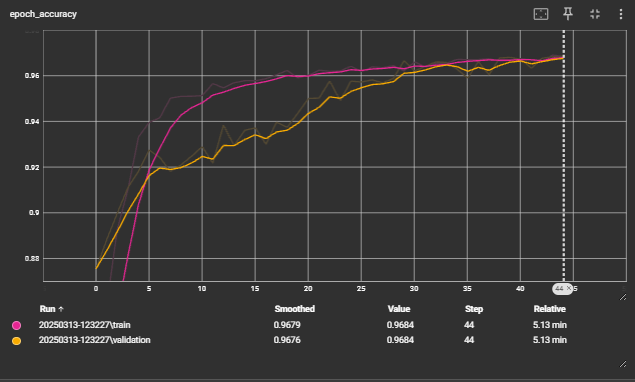 epoch_accuracy
0.96
0.94
0.92
0.9
0.88
0 5 10 15 20 25 30 35 40 45 50
44
Run ↑ Smoothed Value Step Relative
20250313-123227\train 0.9679 0.9684 44 5.13 min
20250313-123227\validation 0.9676 0.9684 44 5.13 min